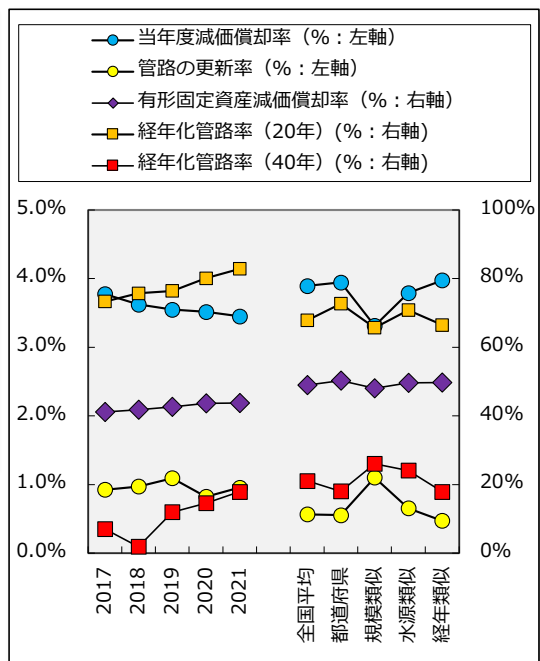 当年度減価償却率（％：左軸）
管路の更新率（％：左軸）
有形固定資産減価償却率（％：右軸）
経年化管路率（20年）(％：右軸)
経年化管路率（40年）(％：右軸)
5.0% 100%
4.0% 80%
3.0% 60%
2.0% 40%
1.0% 20%
0.0% 0%
2017
2018
2019
2020
2021
全国平均
都道府県
規模類似
水源類似
経年類似